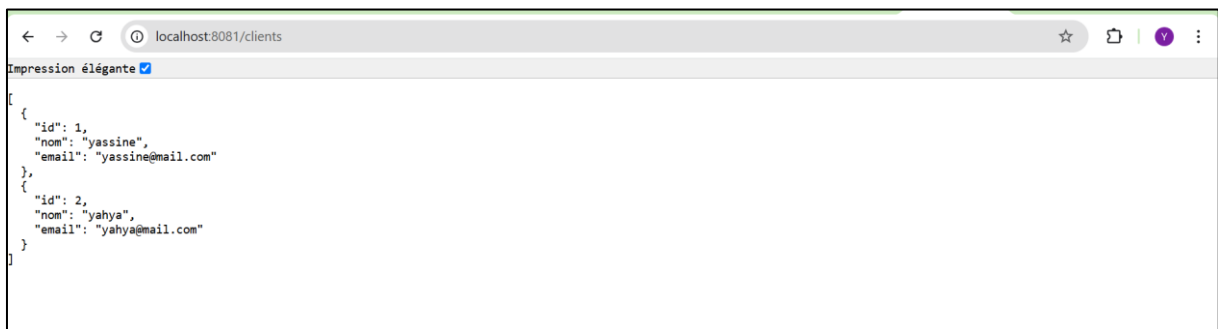 localhost:8081/clients
Y
Impression élégante
[
  {
    "id": 1,
    "nom": "yassine",
    "email": "yassine@mail.com"
  },
  {
    "id": 2,
    "nom": "yahya",
    "email": "yahya@mail.com"
  }
]